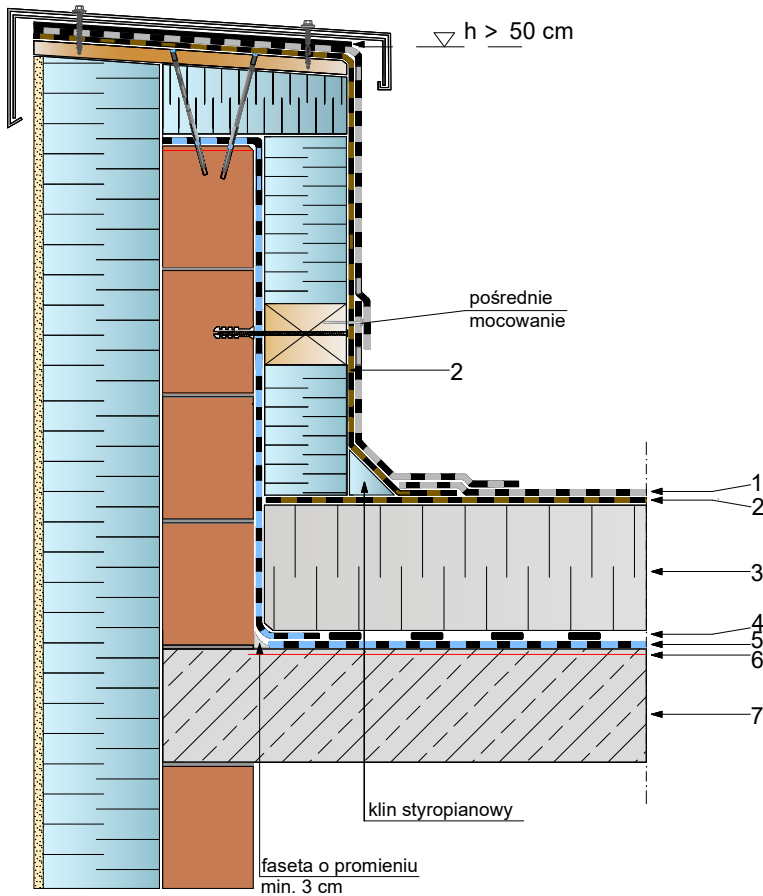 h > 50 cm
pośrednie
mocowanie
2
1
2
3
4
5
6
7
klin styropianowy
faseta o promieniu
min. 3 cm